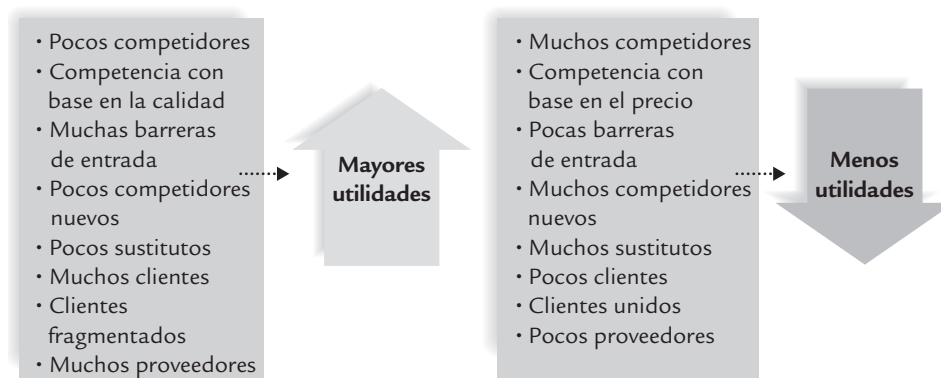 • Pocos competidores
• Competencia con
base en la calidad
• Muchas barreras
de entrada
• Pocos competidores
nuevos
• Pocos sustitutos
• Muchos clientes
• Clientes
fragmentados
• Muchos proveedores
Mayores
utilidades
• Muchos competidores
• Competencia con
base en el precio
• Pocas barreras
de entrada
• Muchos competidores
nuevos
• Muchos sustitutos
• Pocos clientes
• Clientes unidos
• Pocos proveedores
Menos
utilidades